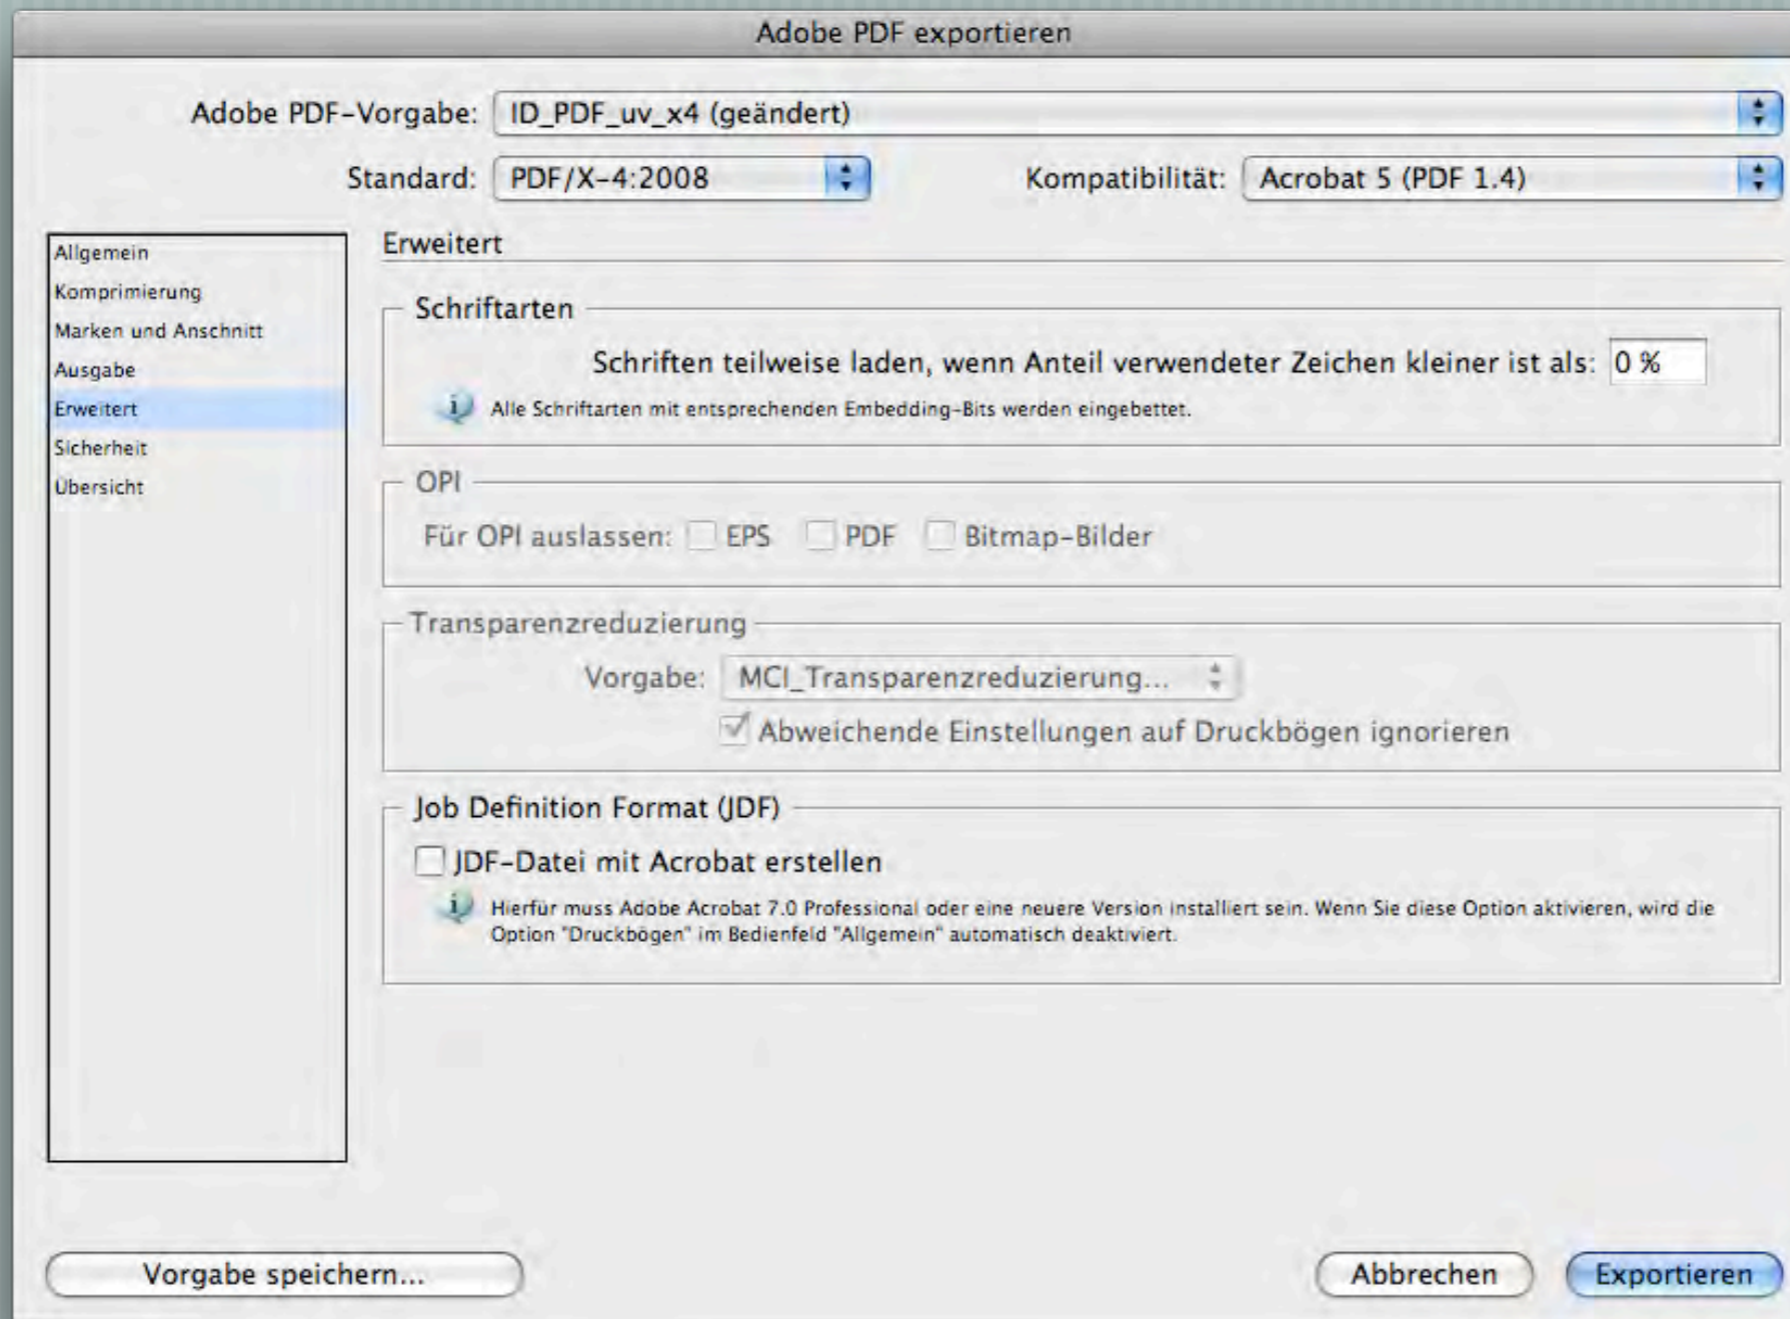 Adobe PDF exportieren
Adobe PDF-Vorgabe: ID_PDF_uv_x4 (geändert)
Standard: PDF/X-4:2008 Kompatibilität: Acrobat 5 (PDF 1.4)
Allgemein
Komprimierung
Marken und Anschnitt
Ausgabe
Erweitert
Sicherheit
Übersicht
Erweitert
Schriftarten
Schriften teilweise laden, wenn Anteil verwendeter Zeichen kleiner ist als: 0 %
Alle Schriftarten mit entsprechenden Embedding-Bits werden eingebettet.
OPI
Für OPI auslassen: EPS PDF Bitmap-Bilder
Transparenzreduzierung
Vorgabe: MCI_Transparenzreduzierung...
Abweichende Einstellungen auf Druckbögen ignorieren
Job Definition Format (JDF)
JDF-Datei mit Acrobat erstellen
Hierfür muss Adobe Acrobat 7.0 Professional oder eine neuere Version installiert sein. Wenn Sie diese Option aktivieren, wird die
Option "Druckbögen" im Bedienfeld "Allgemein" automatisch deaktiviert.
Vorgabe speichern... Abbrechen Exportieren